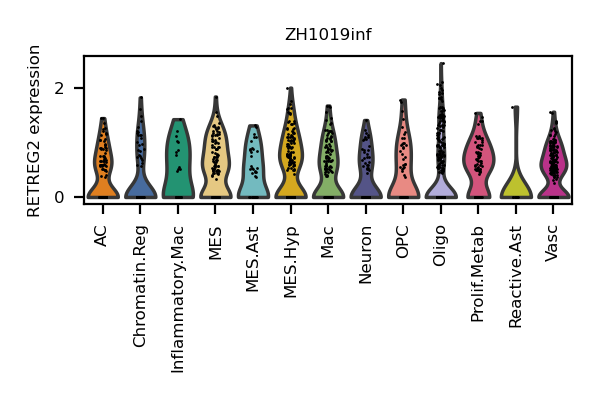 ZH1019inf
RETREG2 expression
2
0
AC
Chromatin.Reg
Inflammatory.Mac
MES
MES.Ast
MES.Hyp
Mac
Neuron
OPC
Oligo
Prolif.Metab
Reactive.Ast
Vasc